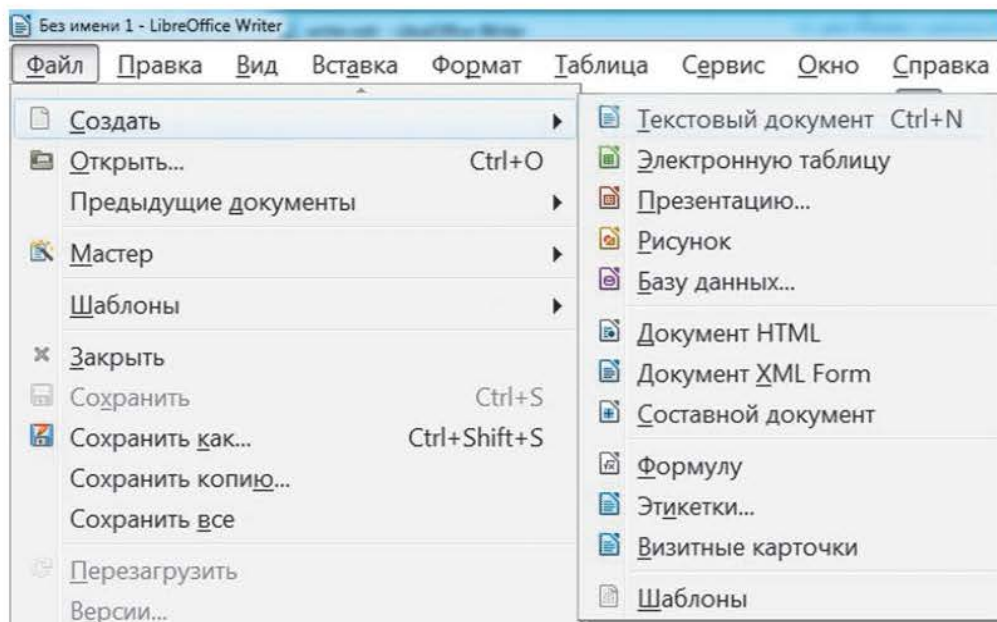 Без имени 1 - LibreOffice Writer
Файл Правка Вид Вставка Формат Таблица Сервис Окно Справка
Создать
Открыть... Ctrl+O
Предыдущие документы
Мастер
Шаблоны
Закрыть
Сохранить Ctrl+S
Сохранить как... Ctrl+Shift+S
Сохранить копию...
Сохранить все
Перезагрузить
Версии...
Текстовый документ Ctrl+N
Электронную таблицу
Презентацию...
Рисунок
Базу данных...
Документ HTML
Документ XML Form
Составной документ
Формулу
Этикетки...
Визитные карточки
Шаблоны